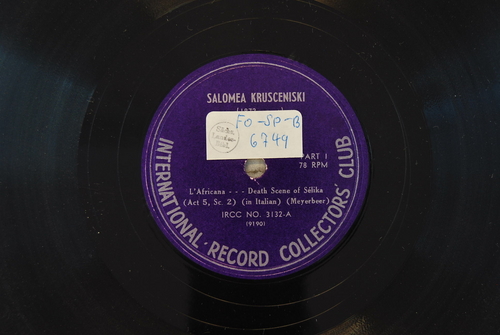 SALOMEA KRUSCENISKI
FO-SP-B
6749
PART I
78 RPM
L'Africana - - - Death Scene of Sélika
(Act 5, Sc. 2) (in Italian) (Meyerbeer)
IRCC NO. 3132-A
(9190)
INTERNATIONAL · RECORD COLLECTORS' CLUB